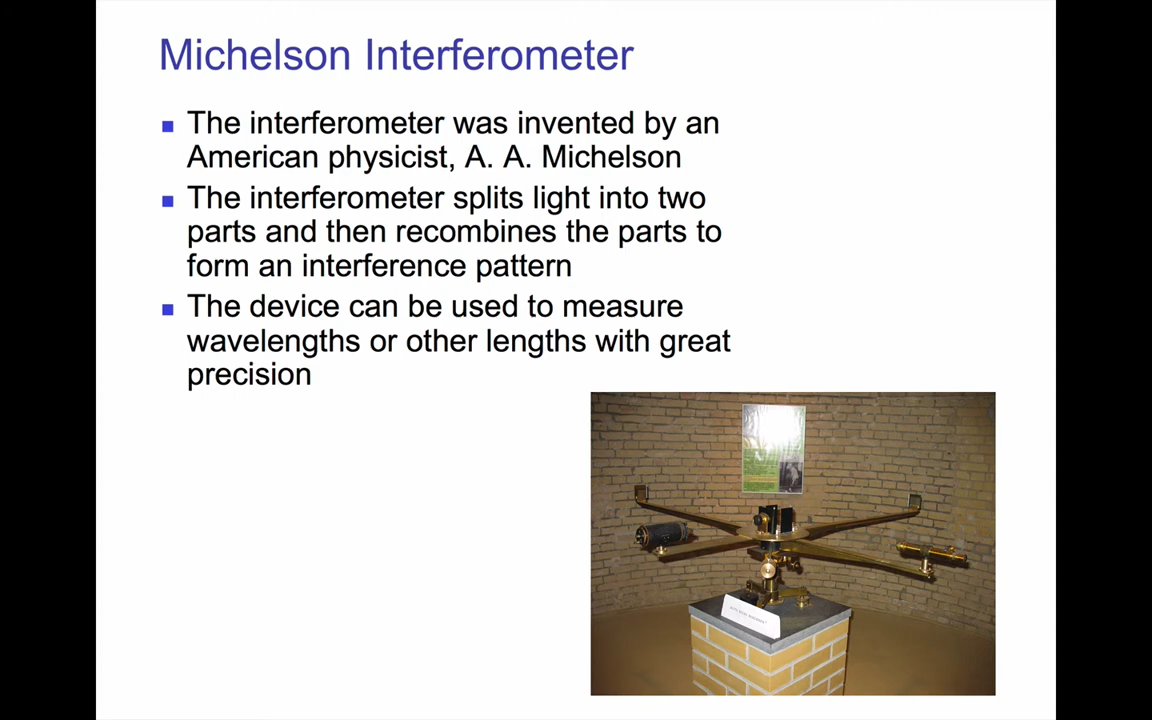 Michelson Interferometer
The interferometer was invented by an
American physicist, A. A. Michelson
The interferometer splits light into two
parts and then recombines the parts to
form an interference pattern
The device can be used to measure
wavelengths or other lengths with great
precision